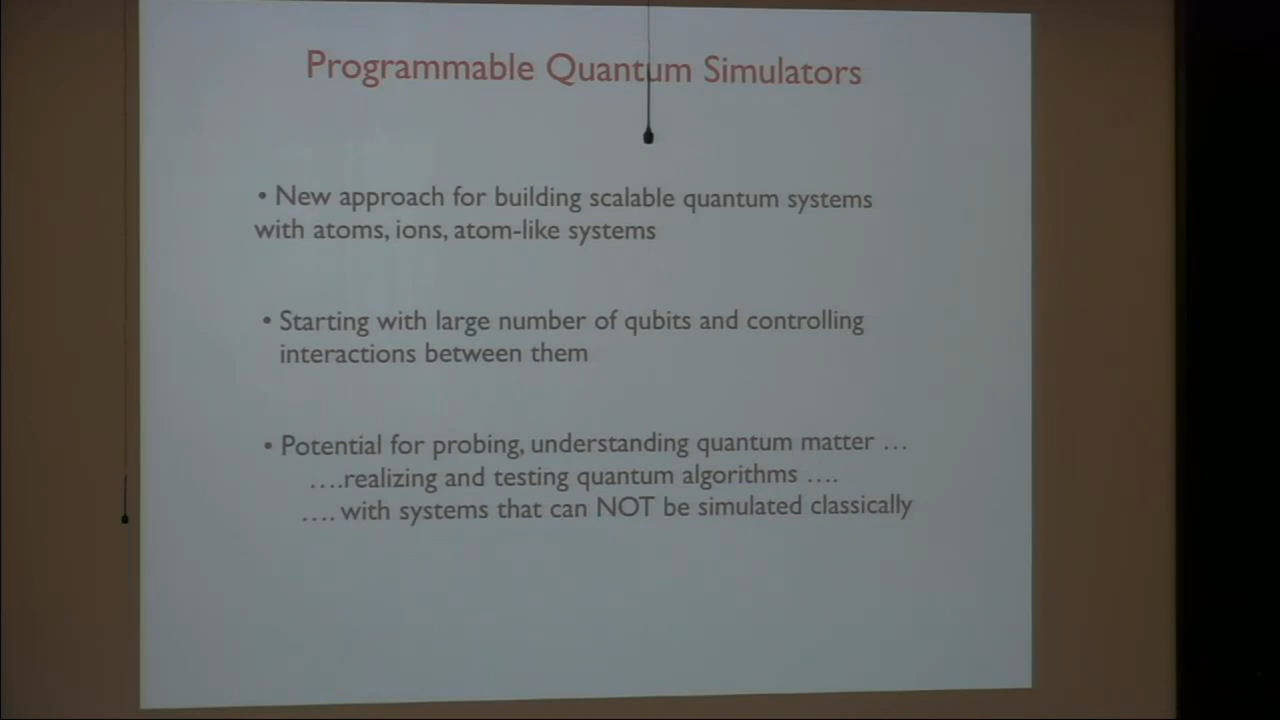 Programmable Quantum Simulators
• New approach for building scalable quantum systems
with atoms, ions, atom-like systems
• Starting with large number of qubits and controlling
interactions between them
• Potential for probing, understanding quantum matter …
….realizing and testing quantum algorithms ….
…. with systems that can NOT be simulated classically